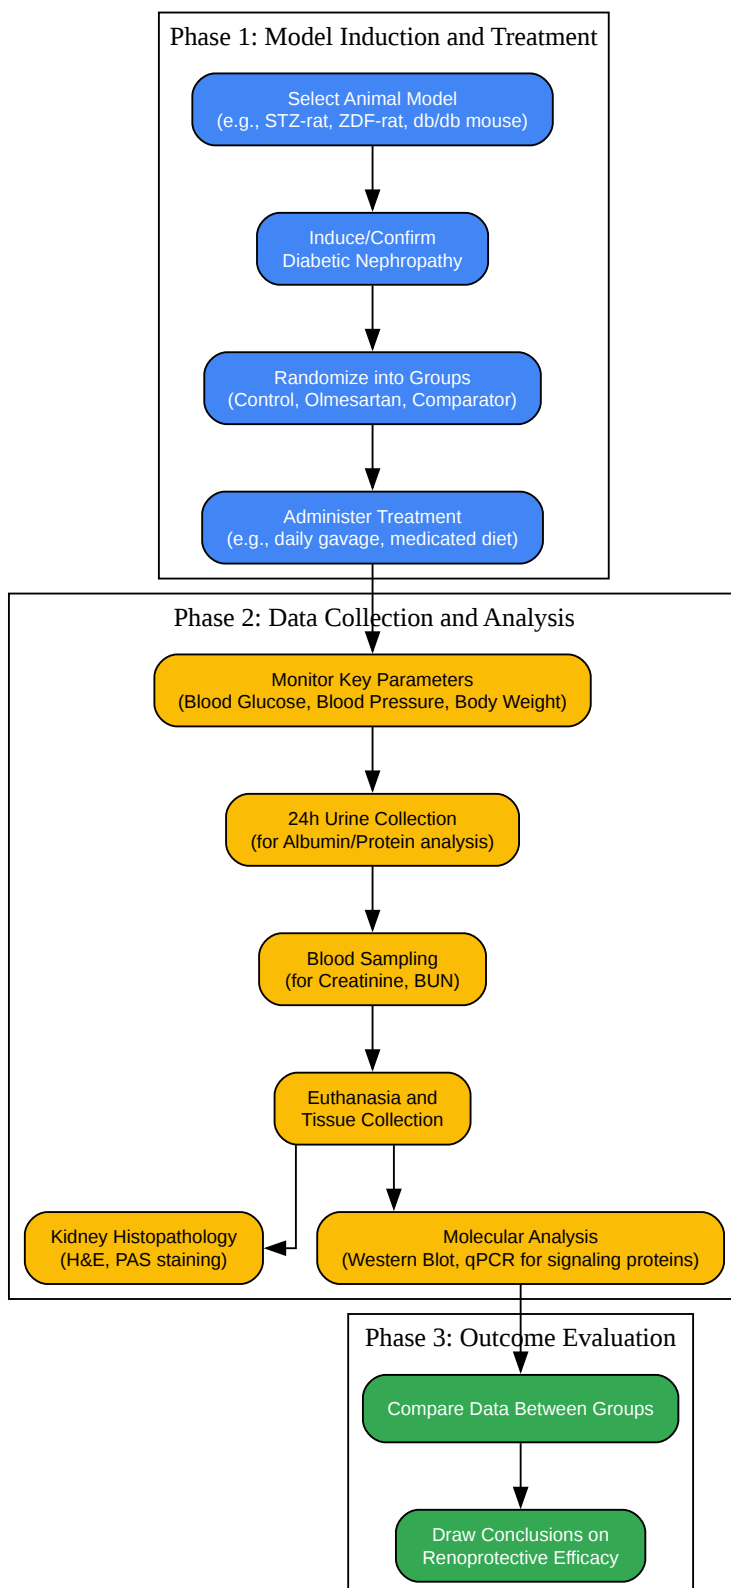 Phase 1: Model Induction and Treatment
Select Animal Model
(e.g., STZ-rat, ZDF-rat, db/db mouse)
Induce/Confirm
Diabetic Nephropathy
Randomize into Groups
(Control, Olmesartan, Comparator)
Administer Treatment
(e.g., daily gavage, medicated diet)
Phase 2: Data Collection and Analysis
Monitor Key Parameters
(Blood Glucose, Blood Pressure, Body Weight)
24h Urine Collection
(for Albumin/Protein analysis)
Blood Sampling
(for Creatinine, BUN)
Euthanasia and
Tissue Collection
Kidney Histopathology
(H&E, PAS staining)
Molecular Analysis
(Western Blot, qPCR for signaling proteins)
Phase 3: Outcome Evaluation
Compare Data Between Groups
Draw Conclusions on
Renoprotective Efficacy